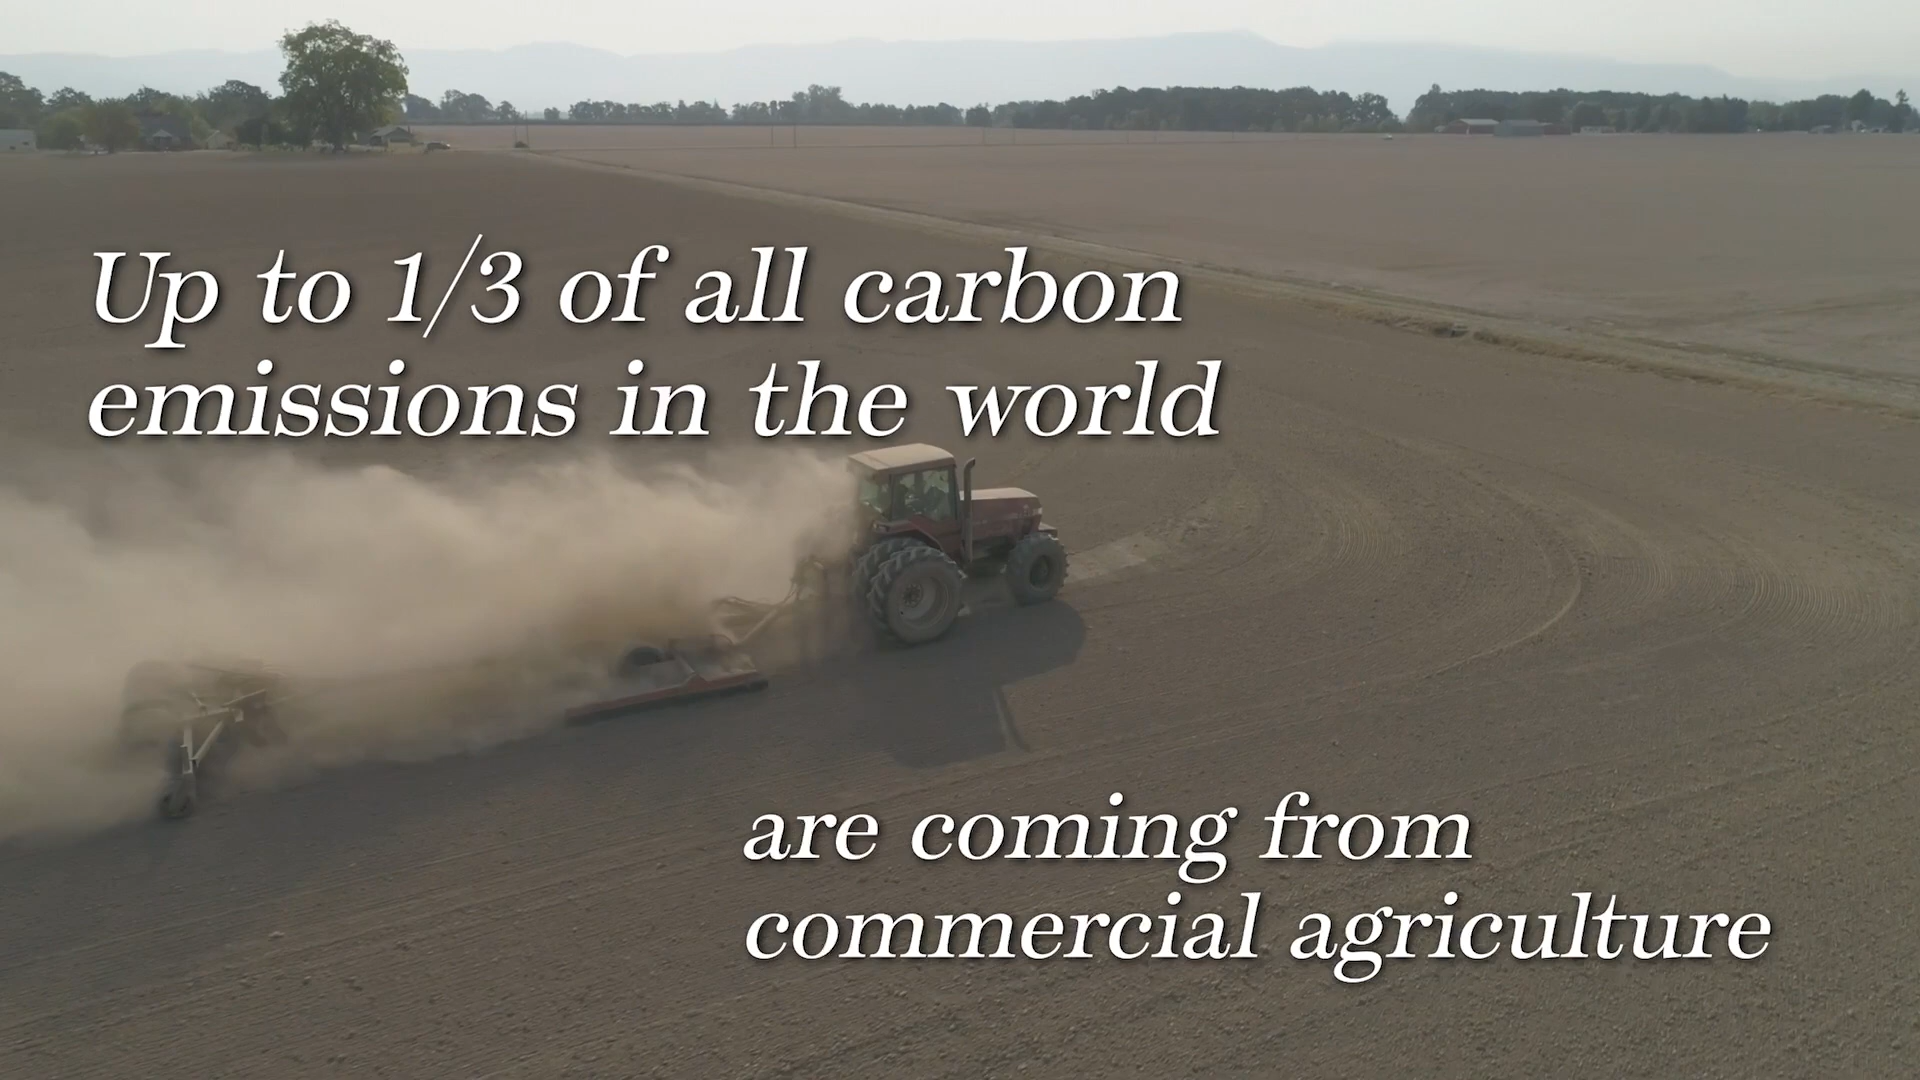 Up to 1/3 of all carbon
emissions in the world
are coming from
commercial agriculture